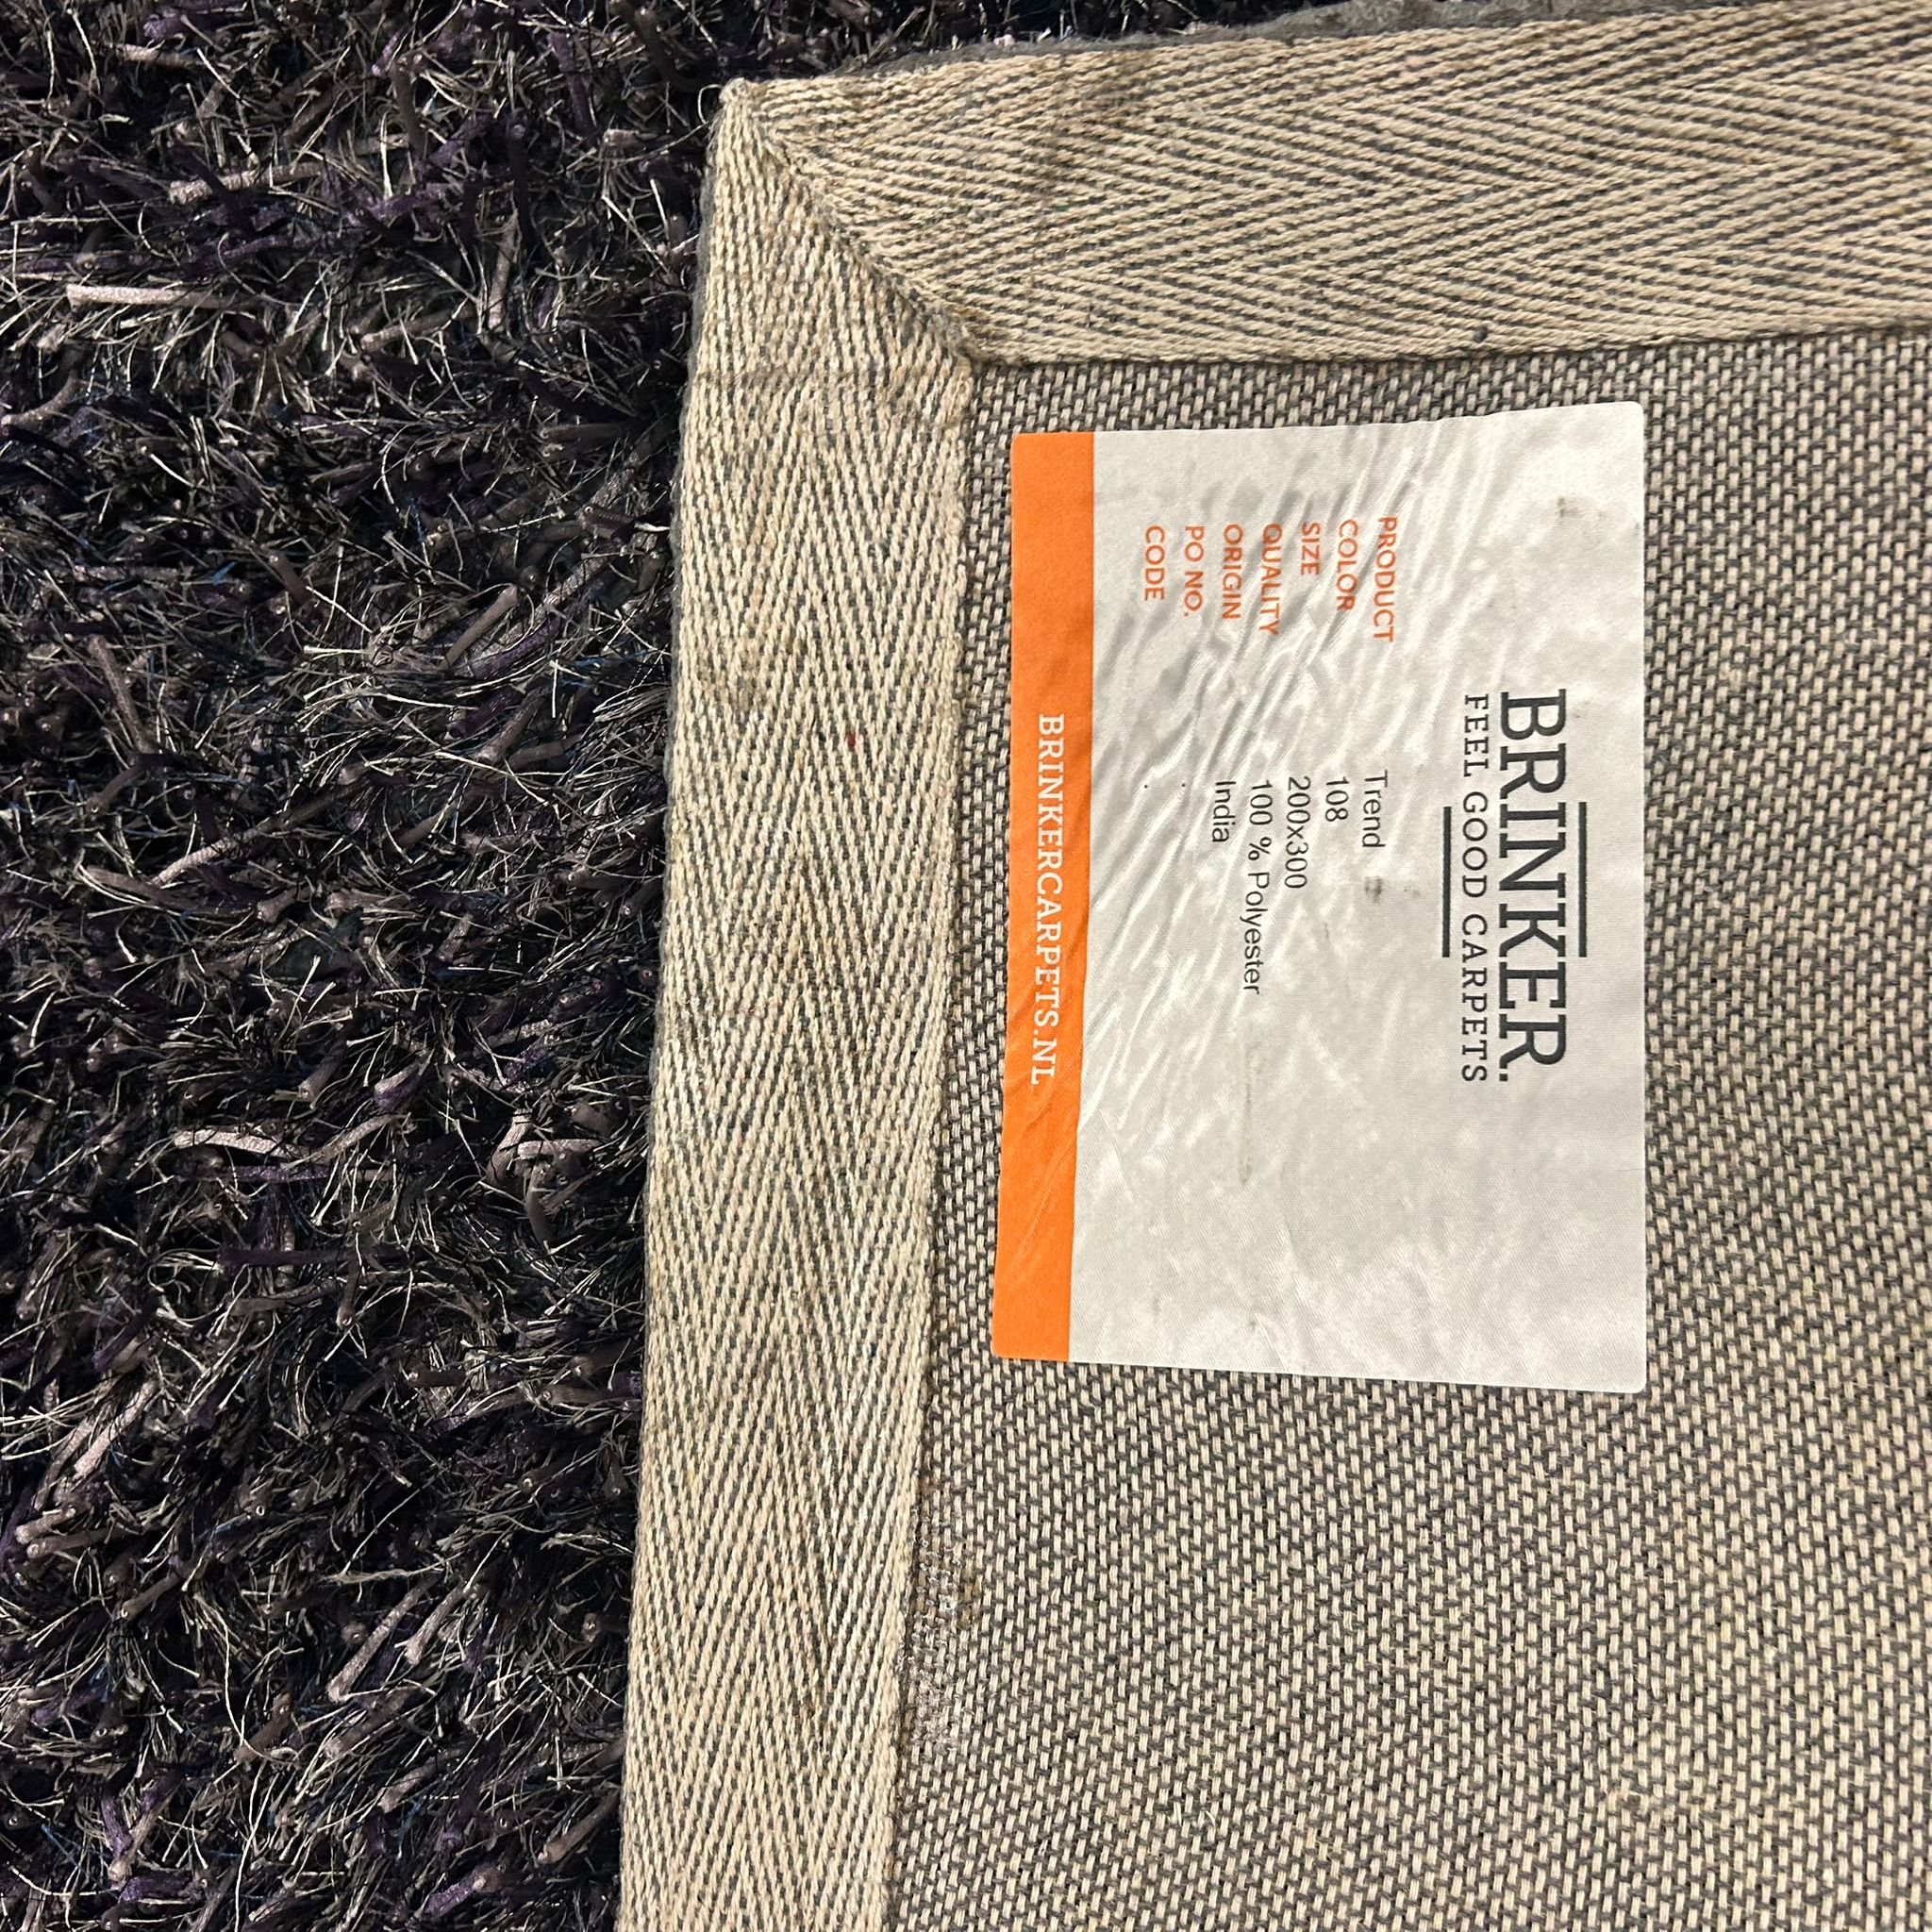 BRINKER.
FEEL GOOD CARPETS
PRODUCT Trend
COLOR 108
SIZE 200x300
QUALITY 100 % Polyester
ORIGIN India
PO NO. .
CODE .
BRINKERCARPETS.NL